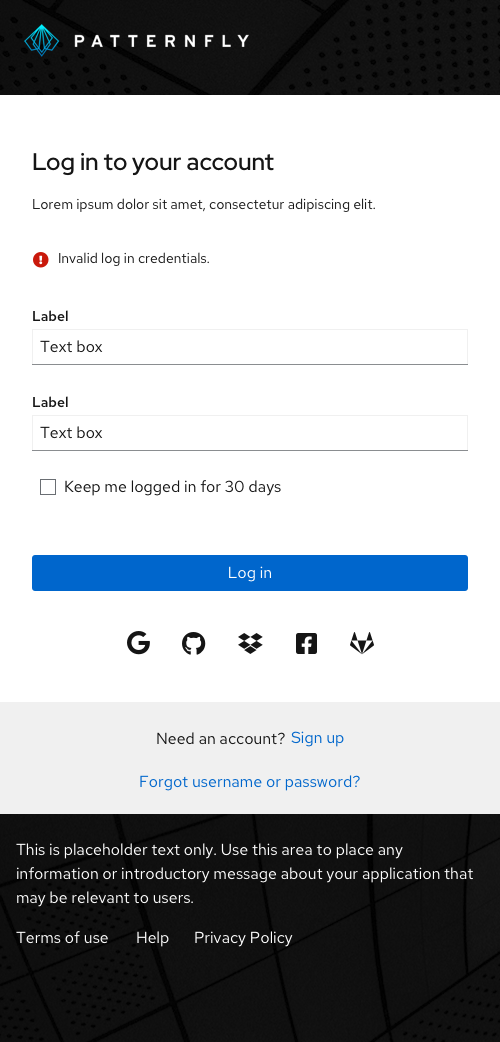 PATTERNFLY
Log in to your account
Lorem ipsum dolor sit amet, consectetur adipiscing elit.
Invalid log in credentials.
Label
Text box
Label
Text box
Keep me logged in for 30 days
Log in
Need an account? Sign up
Forgot username or password?
This is placeholder text only. Use this area to place any
information or introductory message about your application that
may be relevant to users.
Terms of use Help Privacy Policy